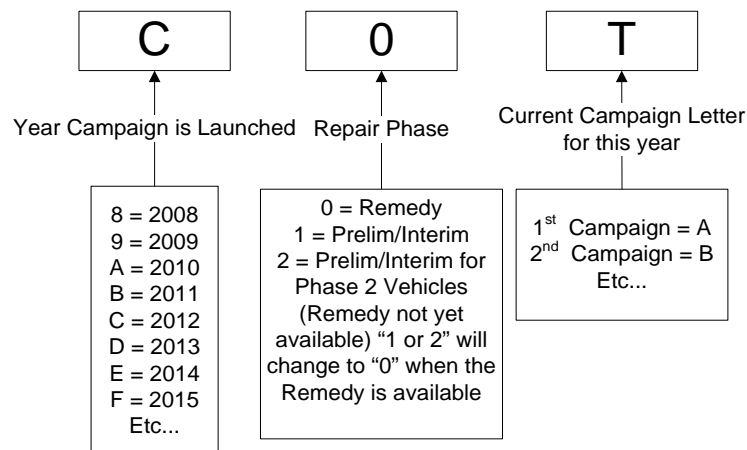 C
0
T
Year Campaign is Launched
Repair Phase
Current Campaign Letter
for this year
8 = 2008
9 = 2009
A = 2010
B = 2011
C = 2012
D = 2013
E = 2014
F = 2015
Etc...
0 = Remedy
1 = Prelim/Interim
2 = Prelim/Interim for
Phase 2 Vehicles
(Remedy not yet
available) “1 or 2” will
change to “0” when the
Remedy is available
1st Campaign = A
2nd Campaign = B
Etc...